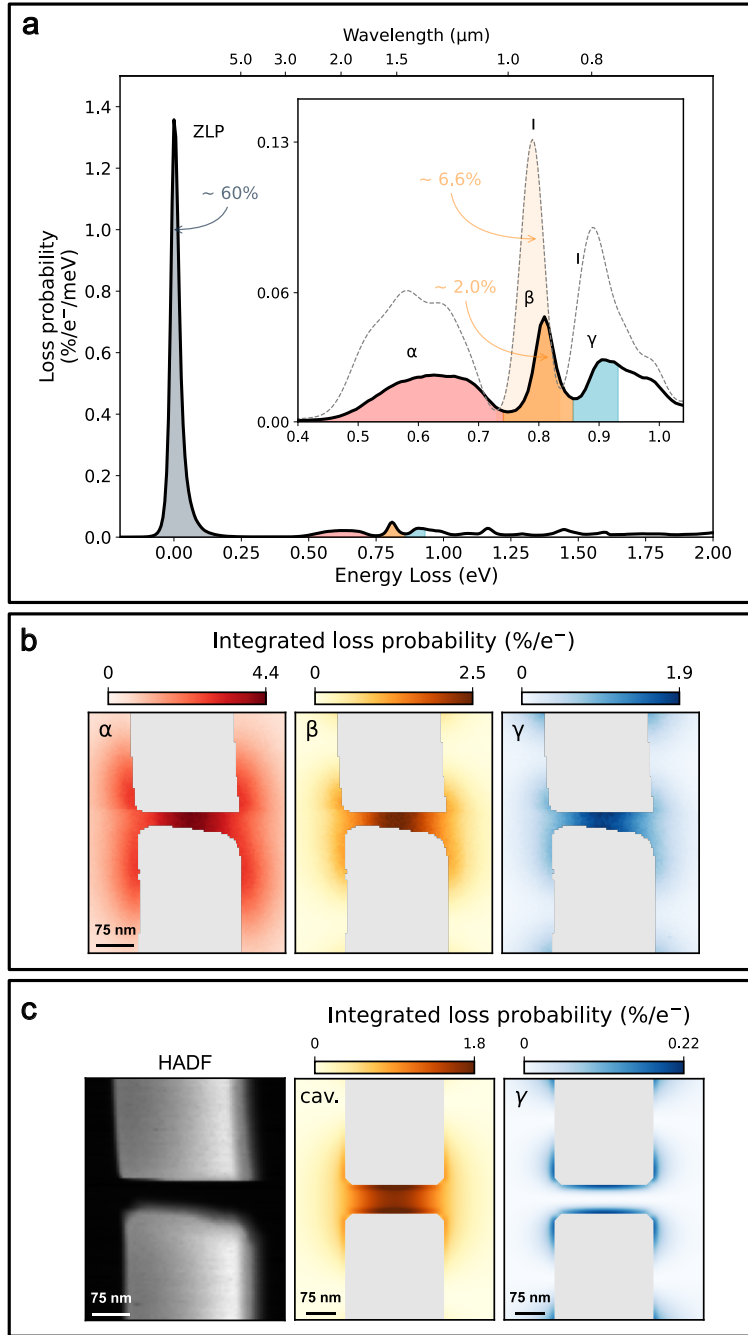 a
Wavelength (μm)
5.0 3.0 2.0 1.5 1.0 0.8
Loss probability
(%/e⁻/meV)
1.4
1.2
1.0
0.8
0.6
0.4
0.2
0.0
ZLP
~ 60%
0.13
0.06
0.00
I
~ 6,6%
I
~ 2,0%
β
γ
α
0.4 0.5 0.6 0.7 0.8 0.9 1.0
0.00 0.25 0.50 0.75 1.00 1.25 1.50 1.75 2.00
Energy Loss (eV)
b
Integrated loss probability (%/e⁻)
0 4.4 0 2.5 0 1.9
α β γ
75 nm 75 nm 75 nm
c
Integrated loss probability (%/e⁻)
HADF
0 1.8 0 0.22
cav. γ
75 nm 75 nm 75 nm